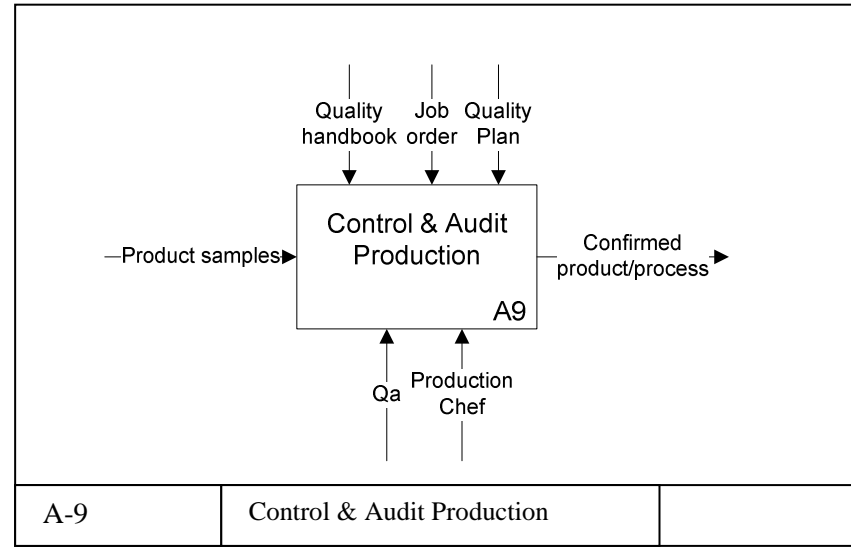 Quality
handbook
Job
order
Quality
Plan
Control & Audit
Production
A9
Product samples
Confirmed
product/process
Qa
Production
Chef
A-9
Control & Audit Production